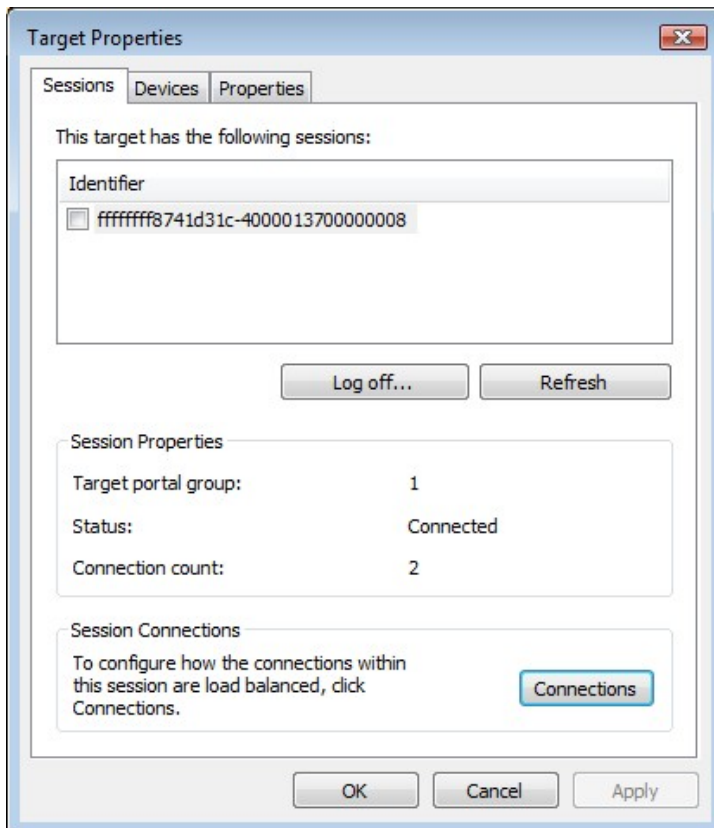 Target Properties
Sessions Devices Properties
This target has the following sessions:
Identifier
ffffffff8741d31c-4000013700000008
Log off... Refresh
Session Properties
Target portal group: 1
Status: Connected
Connection count: 2
Session Connections
To configure how the connections within
this session are load balanced, click
Connections.
Connections
OK Cancel Apply